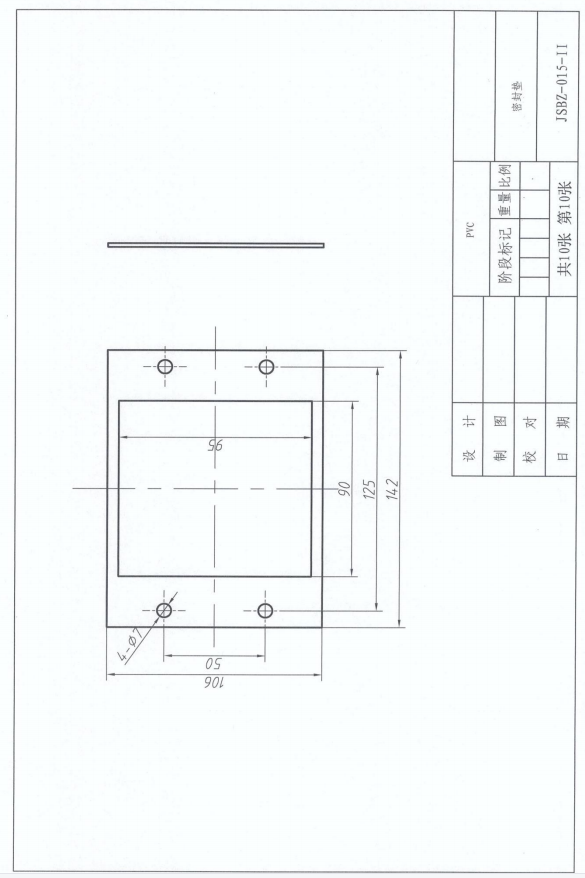 密封垫
JSBZ-015-II
PVC
阶段标记 重量 比例
共10张 第10张
设 计
制 图
校 对
日 期
95
90
125
142
4-Ø7
50
106